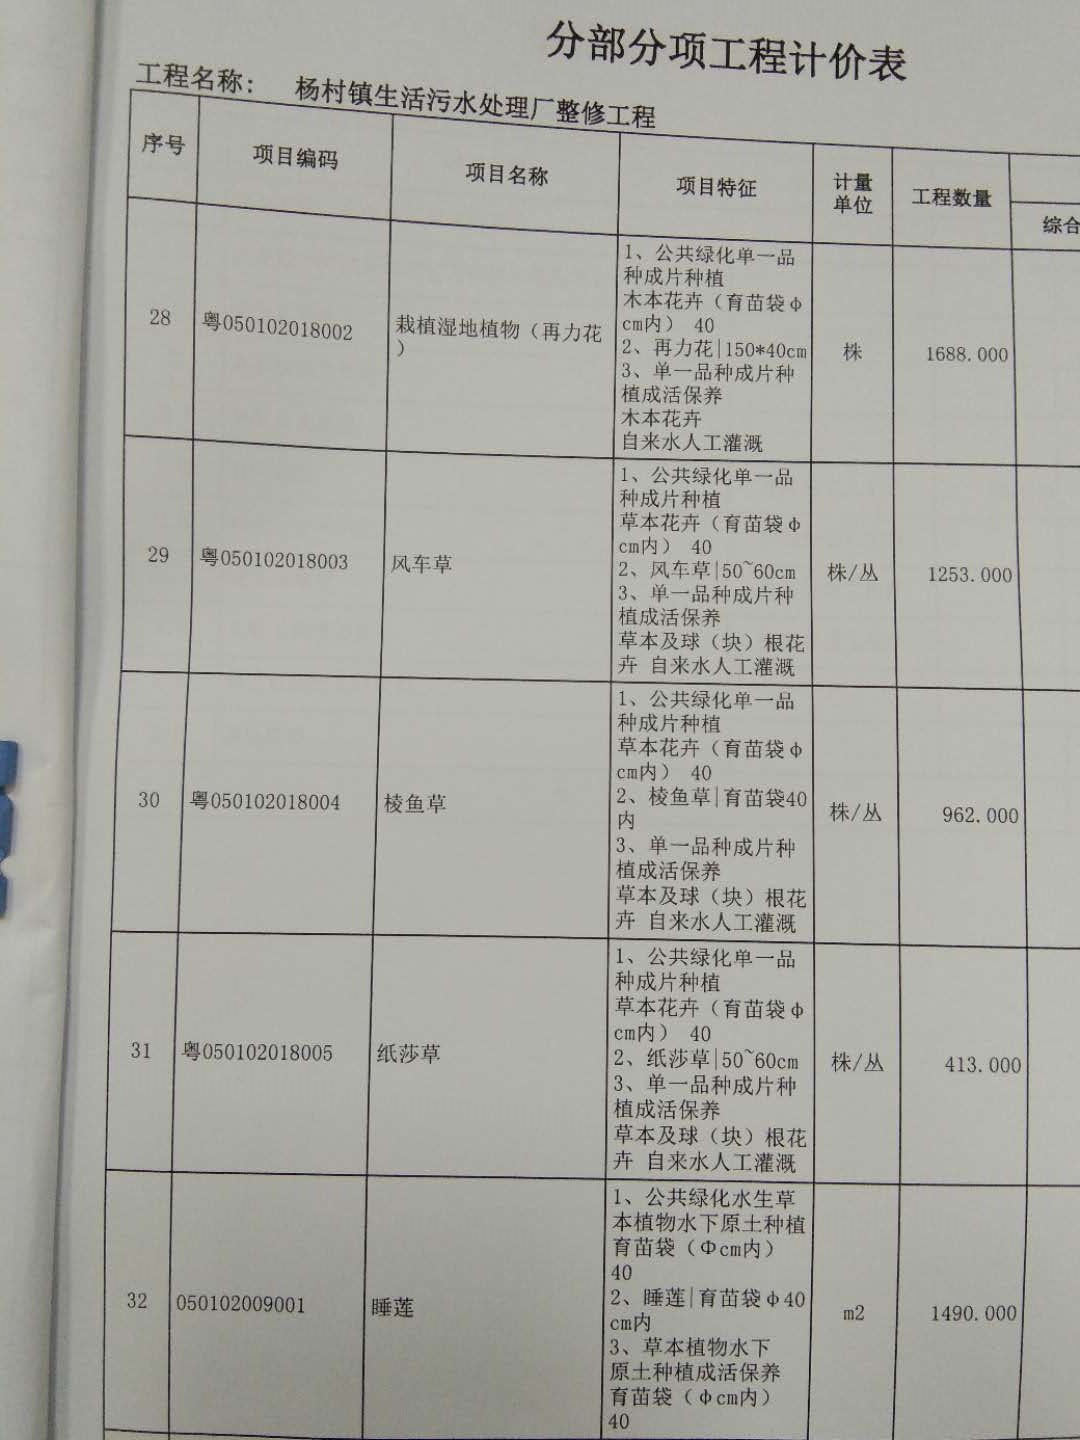 分部分项工程计价表
工程名称： 杨村镇生活污水处理厂整修工程
序号
项目编码
项目名称
项目特征
计量
单位
工程数量
综合
28
粤050102018002
栽植湿地植物（再力花
）
1、公共绿化单一品
种成片种植
木本花卉（育苗袋φ
cm内） 40
2、再力花|150*40cm
3、单一品种成片种
植成活保养
木本花卉
自来水人工灌溉
株
1688.000
29
粤050102018003
风车草
1、公共绿化单一品
种成片种植
草本花卉（育苗袋φ
cm内） 40
2、风车草|50~60cm
3、单一品种成片种
植成活保养
草本及球（块）根花
卉 自来水人工灌溉
株/丛
1253.000
30
粤050102018004
棱鱼草
1、公共绿化单一品
种成片种植
草本花卉（育苗袋φ
cm内） 40
2、棱鱼草|育苗袋40
内
3、单一品种成片种
植成活保养
草本及球（块）根花
卉 自来水人工灌溉
株/丛
962.000
31
粤050102018005
纸莎草
1、公共绿化单一品
种成片种植
草本花卉（育苗袋φ
cm内） 40
2、纸莎草|50~60cm
3、单一品种成片种
植成活保养
草本及球（块）根花
卉 自来水人工灌溉
株/丛
413.000
32
050102009001
睡莲
1、公共绿化水生草
本植物水下原土种植
育苗袋（Φcm内）
40
2、睡莲|育苗袋φ40
cm内
3、草本植物水下
原土种植成活保养
育苗袋（φcm内）
40
m2
1490.000